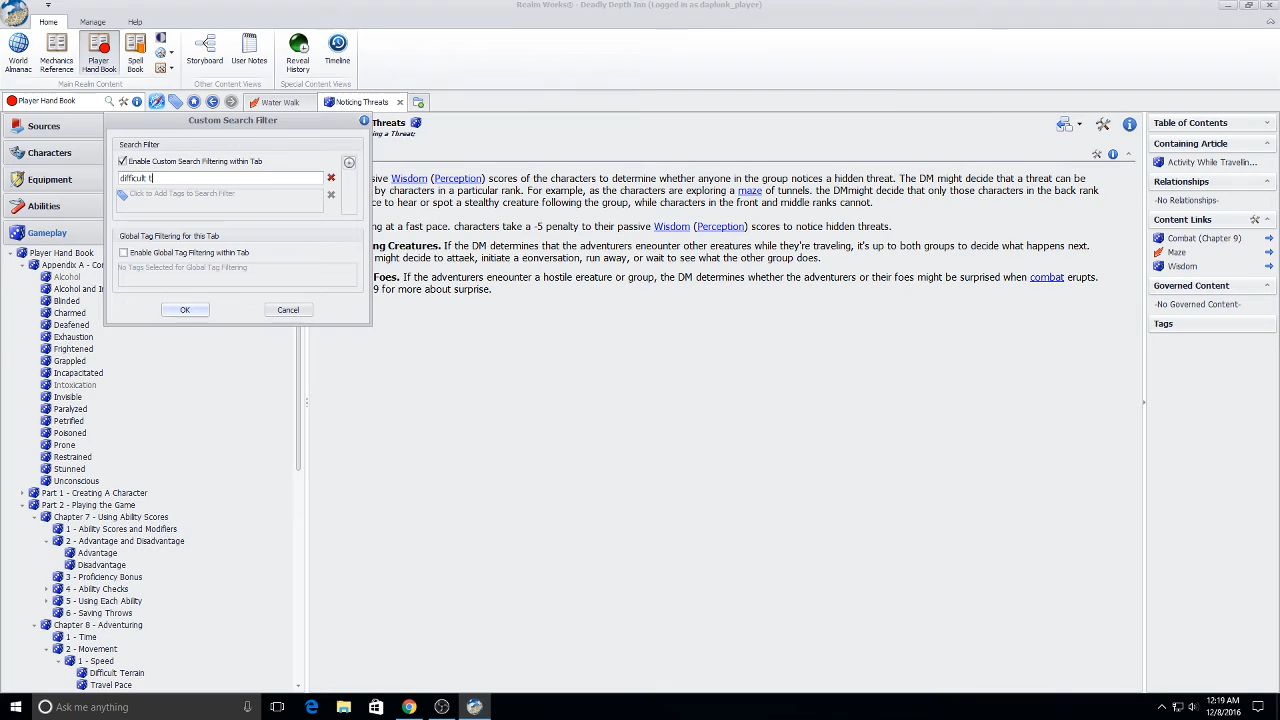 Realm Works® - Deadly Depth Inn (Logged in as daplunk_player)
Home Manage Help
World Almanac
Mechanics Reference
Player Hand Book
Spell Book
Storyboard
User Notes
Reveal History
Timeline
Main Realm Content
Other Content Views
Special Content Views
Player Hand Book
Water Walk
Noticing Threats
Custom Search Filter
Search Filter
Enable Custom Search Filtering within Tab
difficult t
Click to Add Tags to Search Filter
Global Tag Filtering for this Tab
Enable Global Tag Filtering within Tab
No Tags Selected for Global Tag Filtering
OK Cancel
Sources
Characters
Equipment
Abilities
Gameplay
Player Hand Book
Appendix A - Co
Alcohol
Alcohol and In
Blinded
Charmed
Deafened
Exhaustion
Frightened
Grappled
Incapacitated
Intoxication
Invisible
Paralyzed
Petrified
Poisoned
Prone
Restrained
Stunned
Unconscious
Part 1 - Creating A Character
Part 2 - Playing the Game
Chapter 7 - Using Ability Scores
1 - Ability Scores and Modifiers
2 - Advantage and Disadvantage
Advantage
Disadvantage
3 - Proficiency Bonus
4 - Ability Checks
5 - Using Each Ability
6 - Saving Throws
Chapter 8 - Adventuring
1 - Time
2 - Movement
1 - Speed
Difficult Terrain
Travel Pace
Threats
ing a Threat;
sive Wisdom (Perception) scores of the characters to determine whether anyone in the group notices a hidden threat. The DM might decide that a threat can be
by characters in a particular rank. For example, as the characters are exploring a maze of tunnels. the DMmight decide that only those characters in the back rank
ce to hear or spot a stealthy creature following the group, while characters in the front and middle ranks cannot.
ng at a fast pace. characters take a -5 penalty to their passive Wisdom (Perception) scores to notice hidden threats.
ng Creatures. If the DM determines that the adventurers encounter other ereatures while they're traveling, it's up to both groups to decide what happens next.
might decide to attaek, initiate a eonversation, run away, or wait to see what the other group does.
Foes. If the adverturers encounter a hostile ereature or group, the DM determines whether the adventurers or their foes might be surprised when combat erupts.
9 for more about surprise.
Table of Contents
Containing Article
Activity While Travellin...
Relationships
-No Relationships-
Content Links
Combat (Chapter 9)
Maze
Wisdom
Governed Content
-No Governed Content-
Tags
Ask me anything
12:19 AM
12/8/2016